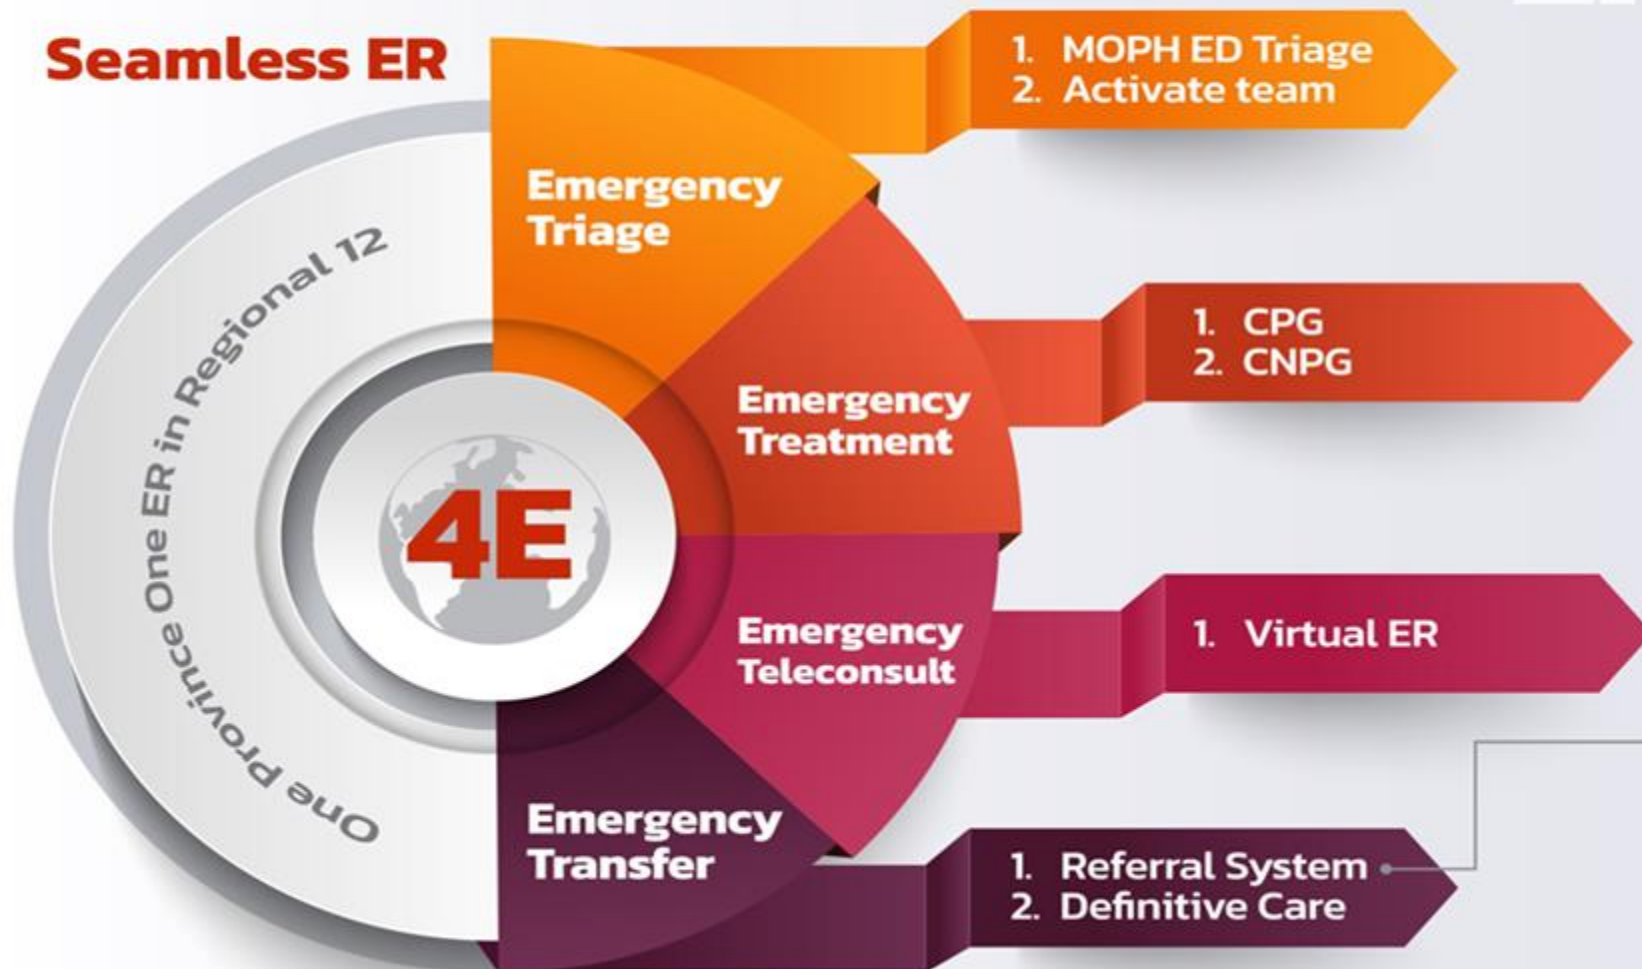 Seamless ER
One Province One ER in Regional 12
4E
Emergency
Triage
1. MOPH ED Triage
2. Activate team
Emergency
Treatment
1. CPG
2. CNPG
Emergency
Teleconsult
1. Virtual ER
Emergency
Transfer
1. Referral System
2. Definitive Care